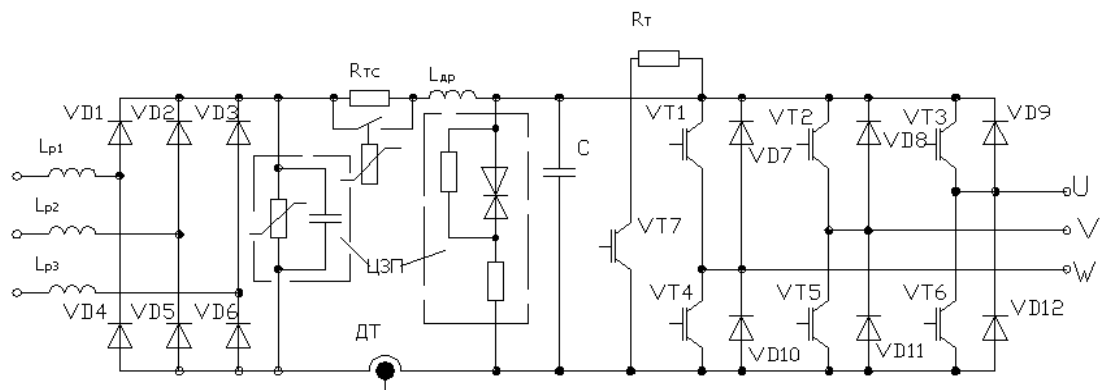 Rт
Rтс
Lдр
VD1
VD2
VD3
VT1
VT2
VT3
VD9
Lр1
C
VD7
VD8
U
Lр2
VT7
V
ЦЗП
W
Lр3
VD4
VD5
VD6
VT4
VT5
VT6
VD12
ДТ
VD10
VD11